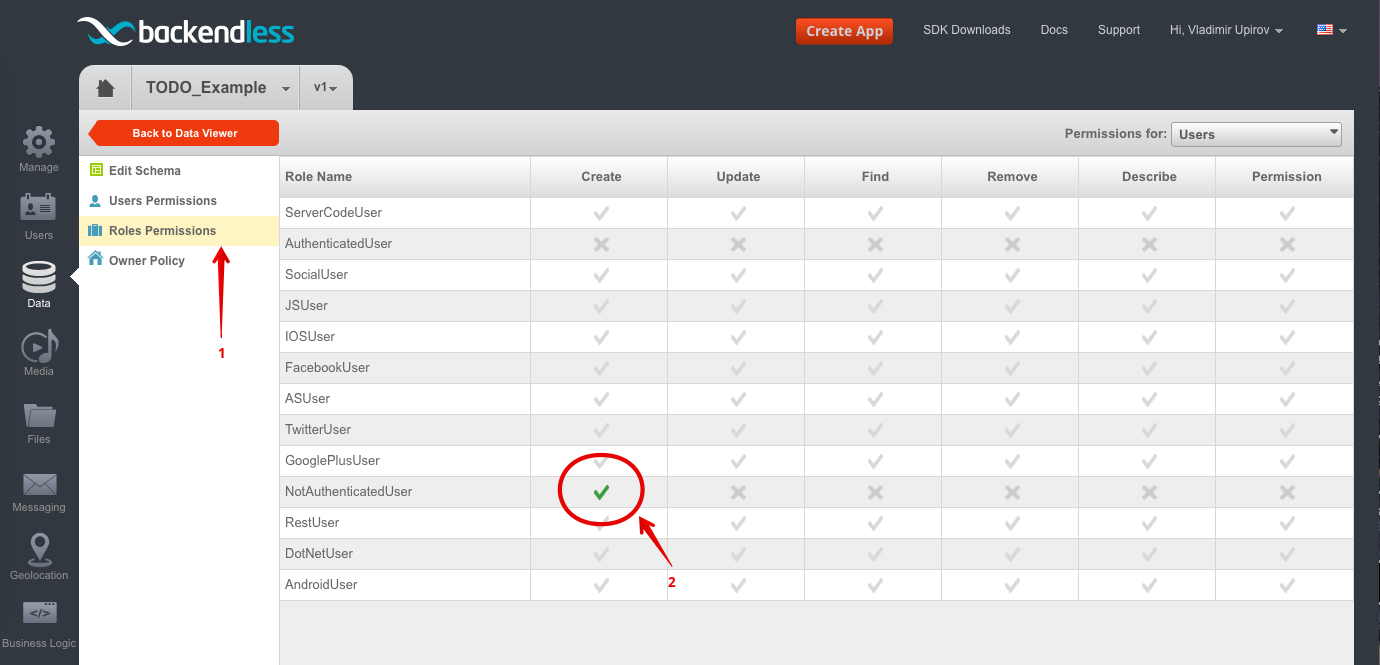 backendless
Create App
SDK Downloads
Docs
Support
Hi, Vladimir Upirov
TODO_Example
v1
Back to Data Viewer
Permissions for:
Users
Manage
Users
Data
Media
Files
Messaging
Geolocation
Business Logic
Edit Schema
Users Permissions
Roles Permissions
Owner Policy
1
Role Name Create Update Find Remove Describe Permission
ServerCodeUser
AuthenticatedUser
SocialUser
JSUser
IOSUser
FacebookUser
ASUser
TwitterUser
GooglePlusUser
NotAuthenticatedUser
RestUser
DotNetUser
AndroidUser
2